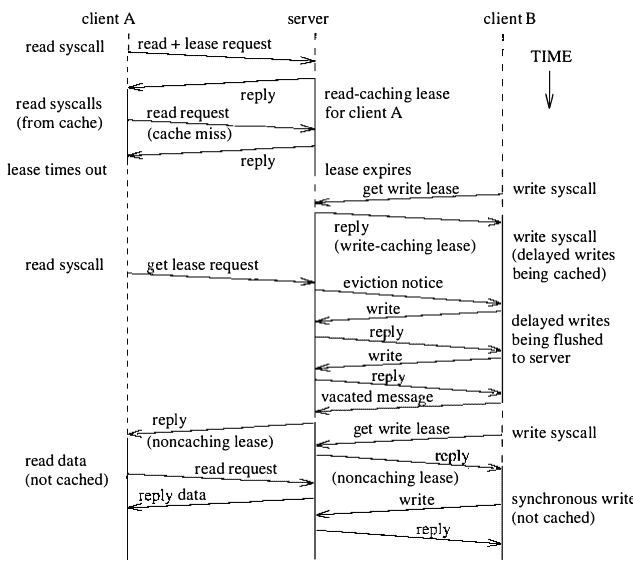 client A server client B
read syscall
read + lease request
TIME
reply
read-caching lease
for client A
read syscalls
(from cache)
read request
(cache miss)
reply
lease times out
lease expires
get write lease
write syscall
reply
(write-caching lease)
write syscall
(delayed writes
being cached)
read syscall
get lease request
eviction notice
write
reply
delayed writes
being flushed
to server
write
reply
vacated message
reply
(noncaching lease)
get write lease
write syscall
reply
(noncaching lease)
read data
(not cached)
read request
reply data
write
synchronous write
(not cached)
reply